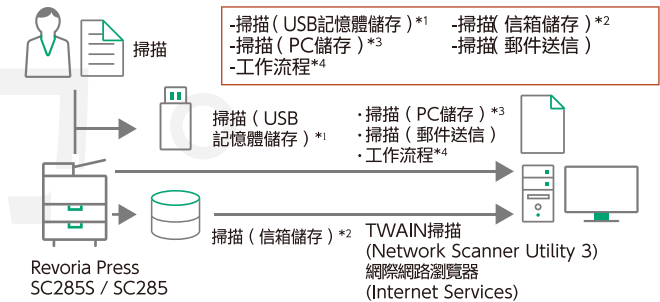 -掃描(USB記憶體儲存)*1 -掃描(信箱儲存)*2
-掃描(PC儲存)*3 -掃描(郵件送信)
-工作流程*4
掃描
掃描(USB
記憶體儲存)*1
·掃描(PC儲存)*3
·掃描(郵件送信)
·工作流程*4
掃描(信箱儲存)*2
TWAIN掃描
(Network Scanner Utility 3)
網際網路瀏覽器
(Internet Services)
Revoria Press
SC285S / SC285